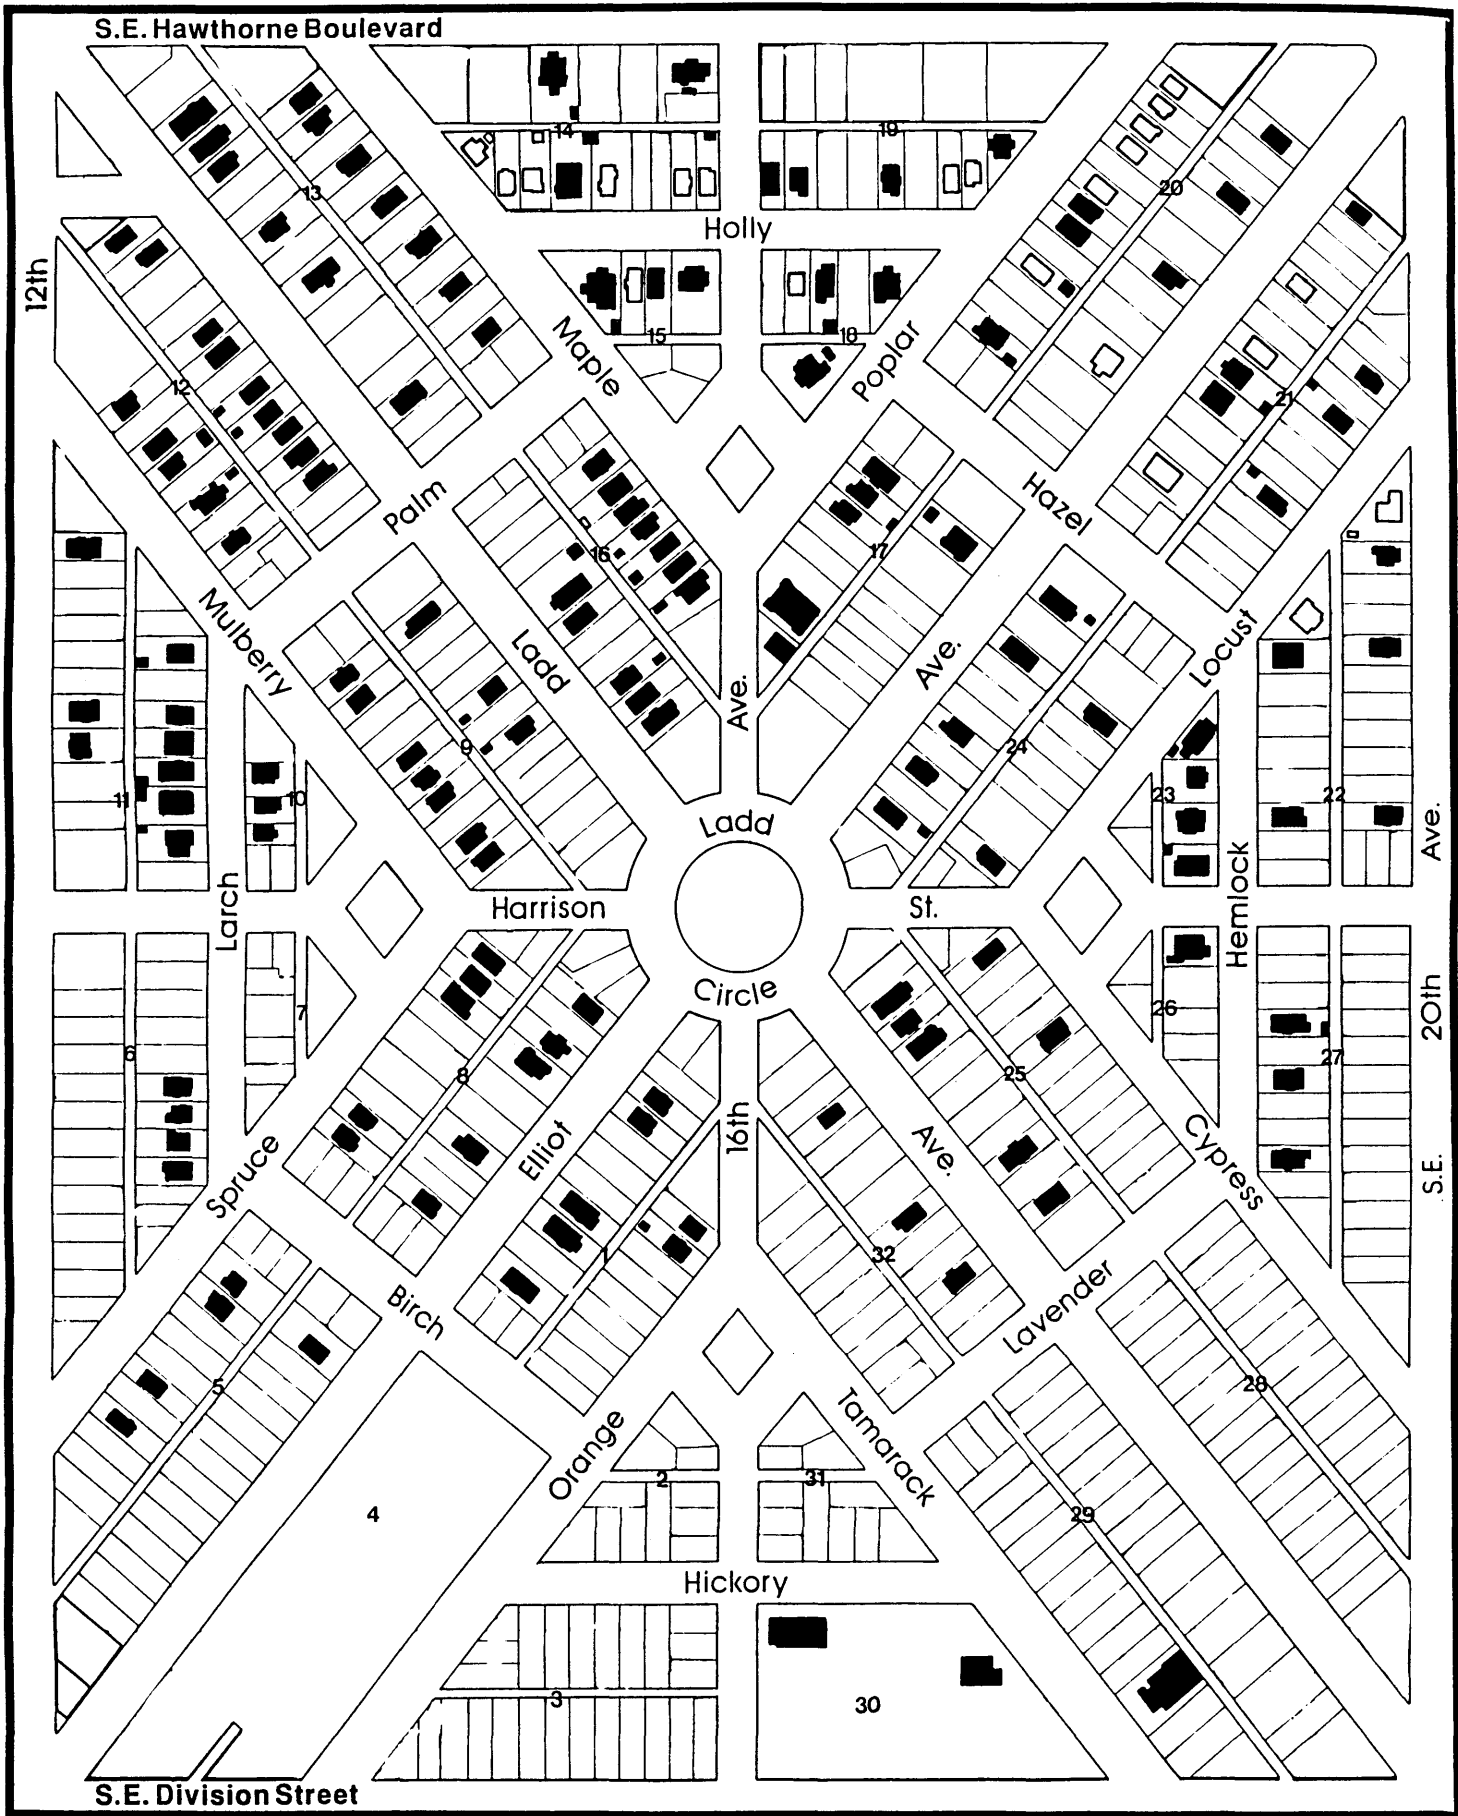 S.E. Hawthorne Boulevard
14
19
13
20
Holly
12th
15
18
Maple
Poplar
12
21
Palm
Hazel
16
17
Mulberry
Ladd
Ave.
Ave.
Locust
9
24
11
10
23
22
Ladd
Ave.
Larch
Harrison
St.
Hemlock
Circle
7
26
20th
6
8
25
27
Spruce
Elliot
16th
Ave.
Cypress
S.E.
1
32
Birch
Lavender
5
28
Orange
Tamarack
2
31
4
29
Hickory
3
30
S.E. Division Street